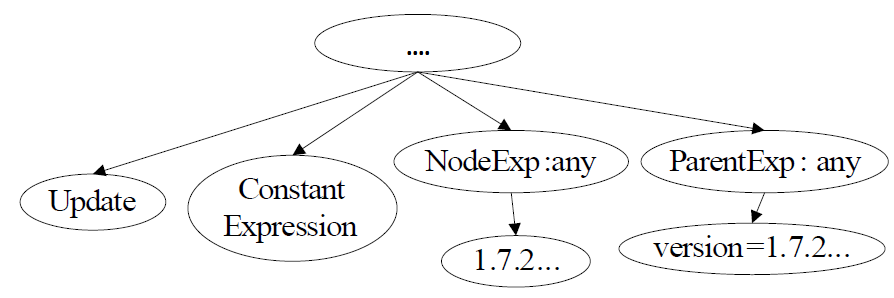 ....
NodeExp :any
ParentExp : any
Update
Constant
Expression
1.7.2...
version=1.7.2...